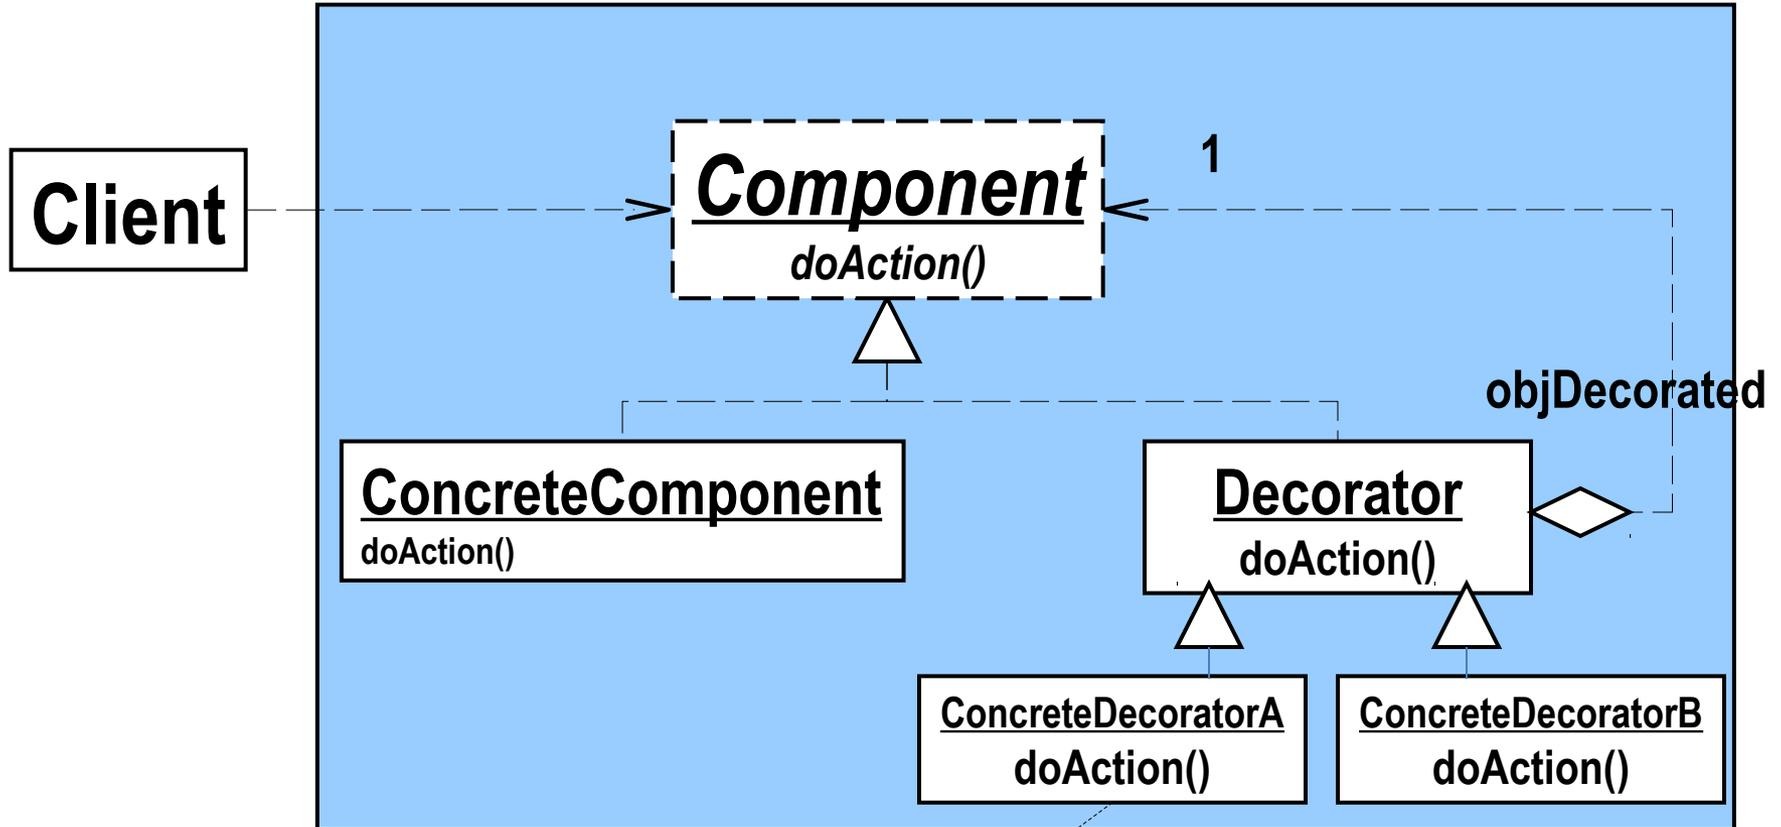 1
Client
Component
doAction()
objDecorated
ConcreteComponent
doAction()
Decorator
doAction()
ConcreteDecoratorA
doAction()
ConcreteDecoratorB
doAction()